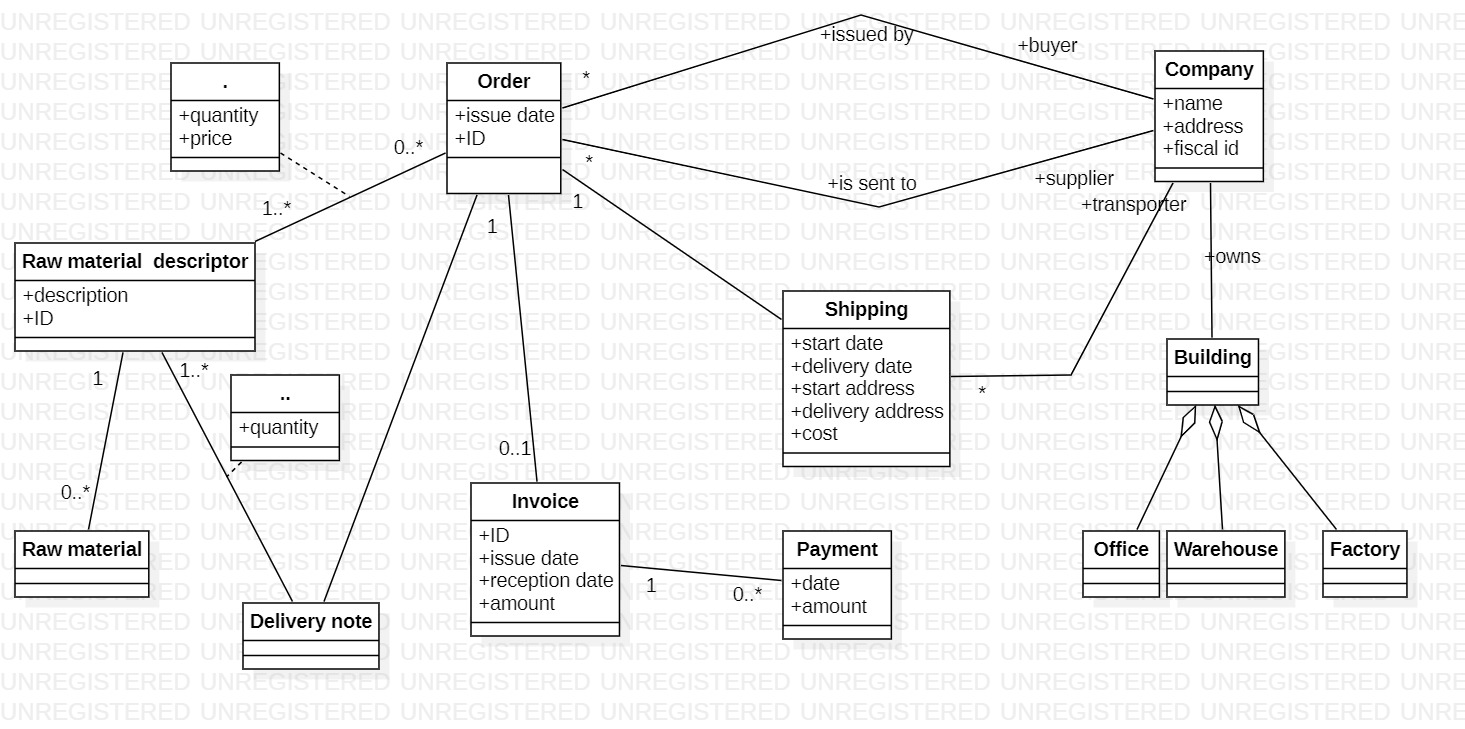 UNREGISTERED
+issued by
+buyer
*
.
+quantity
+price
Order
+issue date
+ID
Company
+name
+address
+fiscal id
0..*
*
+is sent to
+supplier
+transporter
1..*
1
1
Raw material  descriptor
+description
+ID
+owns
Shipping
+start date
+delivery date
+start address
+delivery address
+cost
Building
1
1..*
..
+quantity
*
0..1
0..*
Invoice
+ID
+issue date
+reception date
+amount
Raw material
Payment
+date
+amount
1
0..*
Office
Warehouse
Factory
Delivery note